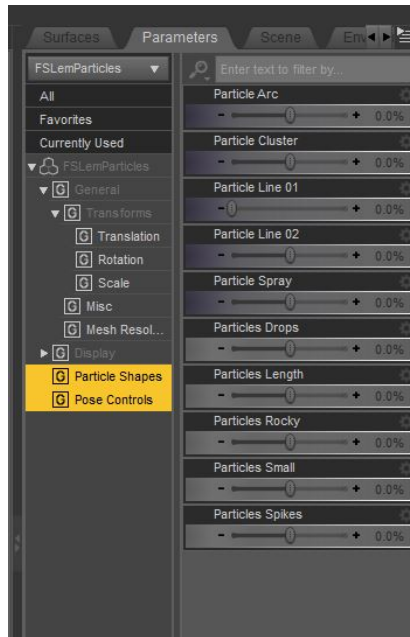 Surfaces Parameters Scene
FSLemParticles
Enter text to filter by...
All
Favorites
Currently Used
FSLemParticles
G General
G Transforms
G Translation
G Rotation
G Scale
G Misc
G Mesh Resol...
G Display
G Particle Shapes
G Pose Controls
Particle Arc
- + 0.0%
Particle Cluster
- + 0.0%
Particle Line 01
- + 0.0%
Particle Line 02
- + 0.0%
Particle Spray
- + 0.0%
Particles Drops
- + 0.0%
Particles Length
- + 0.0%
Particles Rocky
- + 0.0%
Particles Small
- + 0.0%
Particles Spikes
- + 0.0%